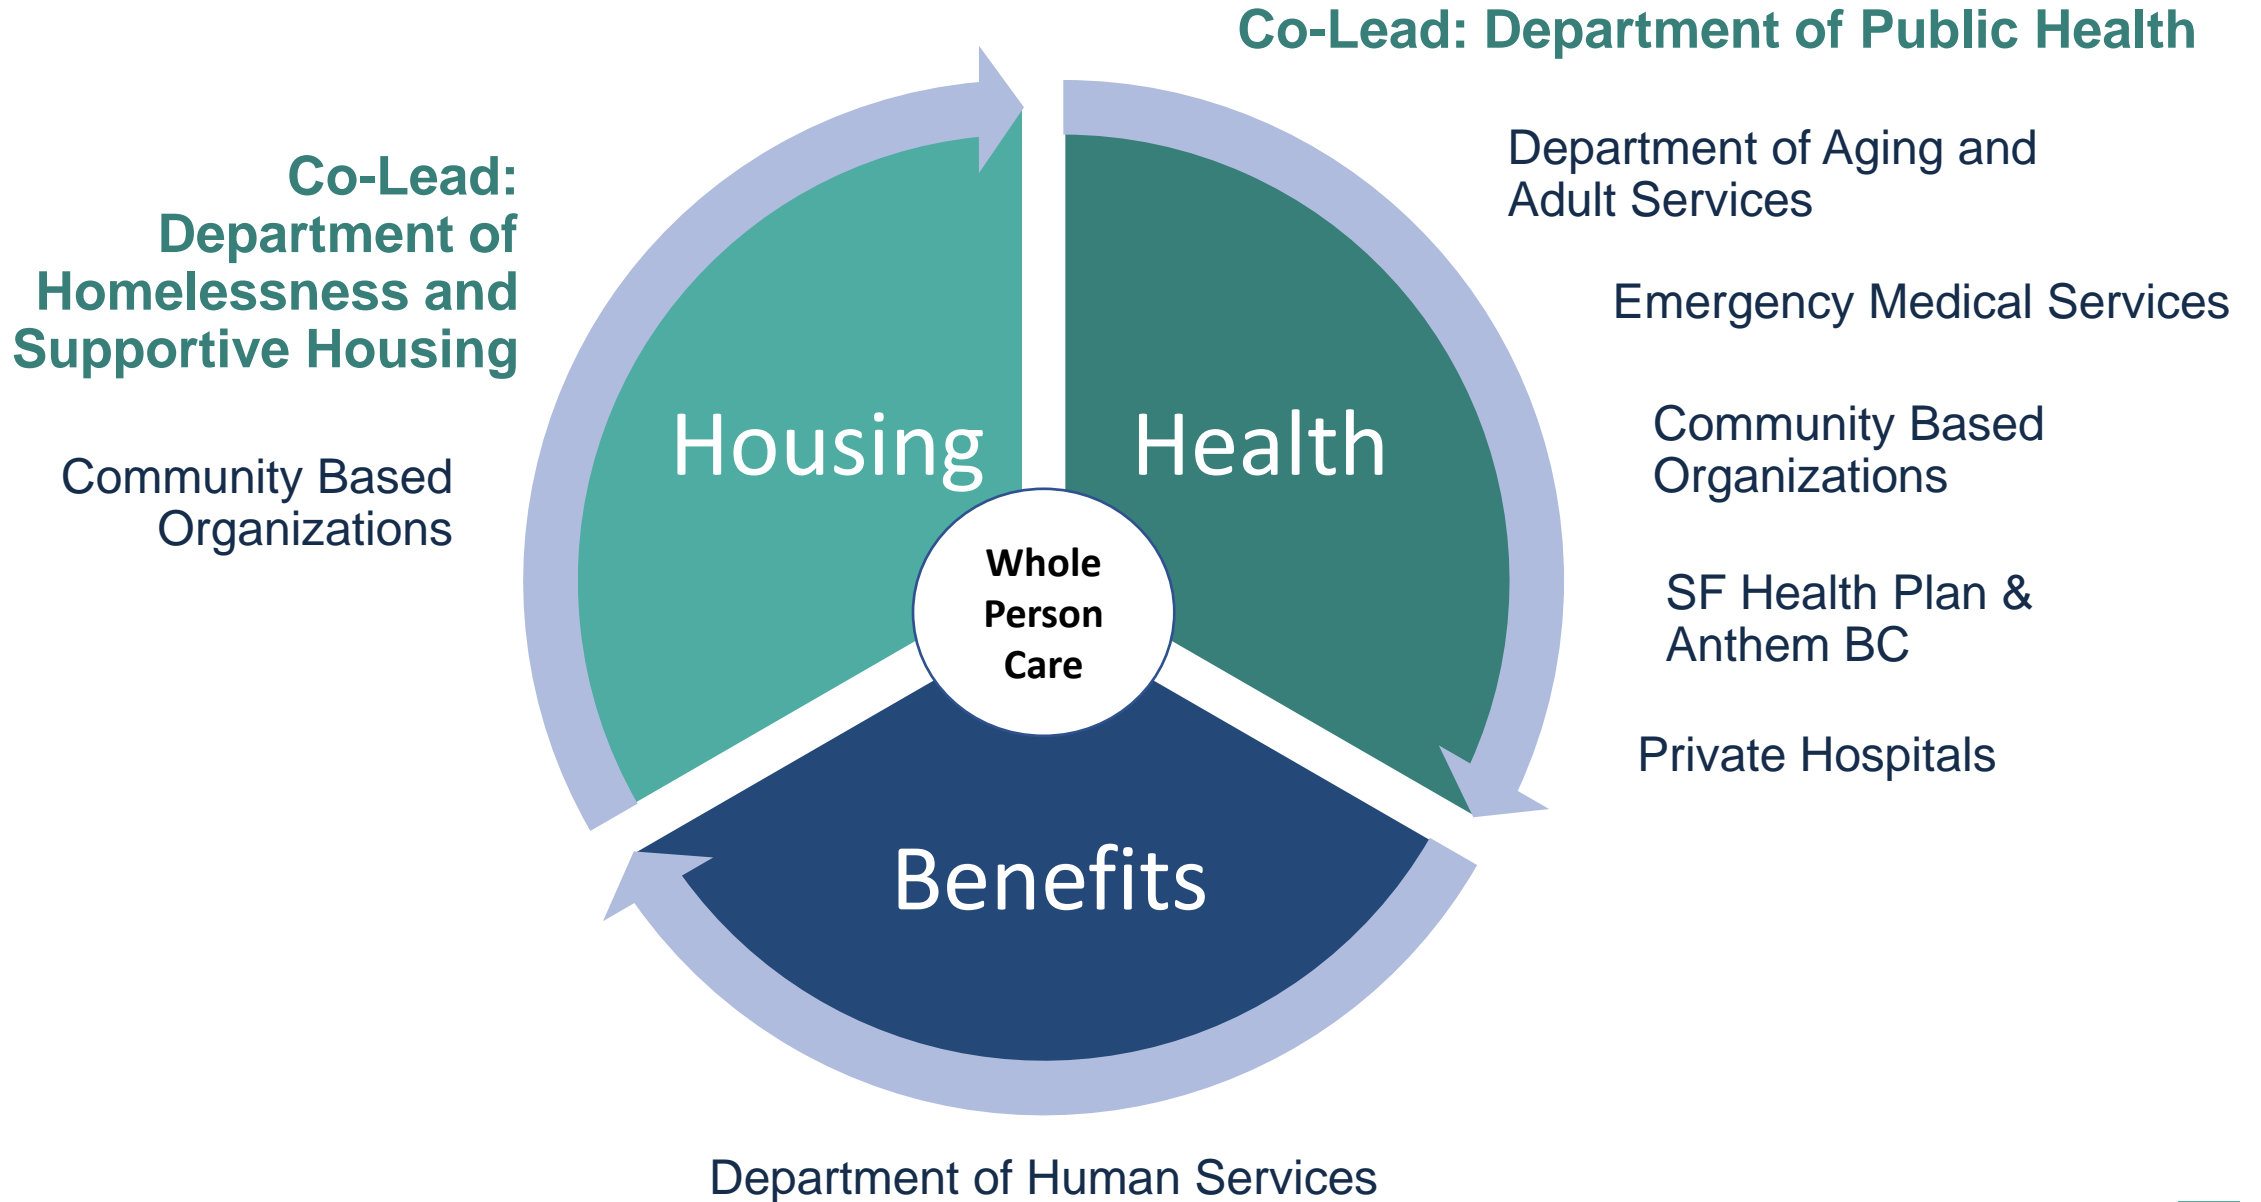 Co-Lead: Department of Public Health
Co-Lead:
Department of
Homelessness and
Supportive Housing
Community Based
Organizations
Housing
Health
Benefits
Whole
Person
Care
Department of Aging and
Adult Services
Emergency Medical Services
Community Based
Organizations
SF Health Plan &
Anthem BC
Private Hospitals
Department of Human Services